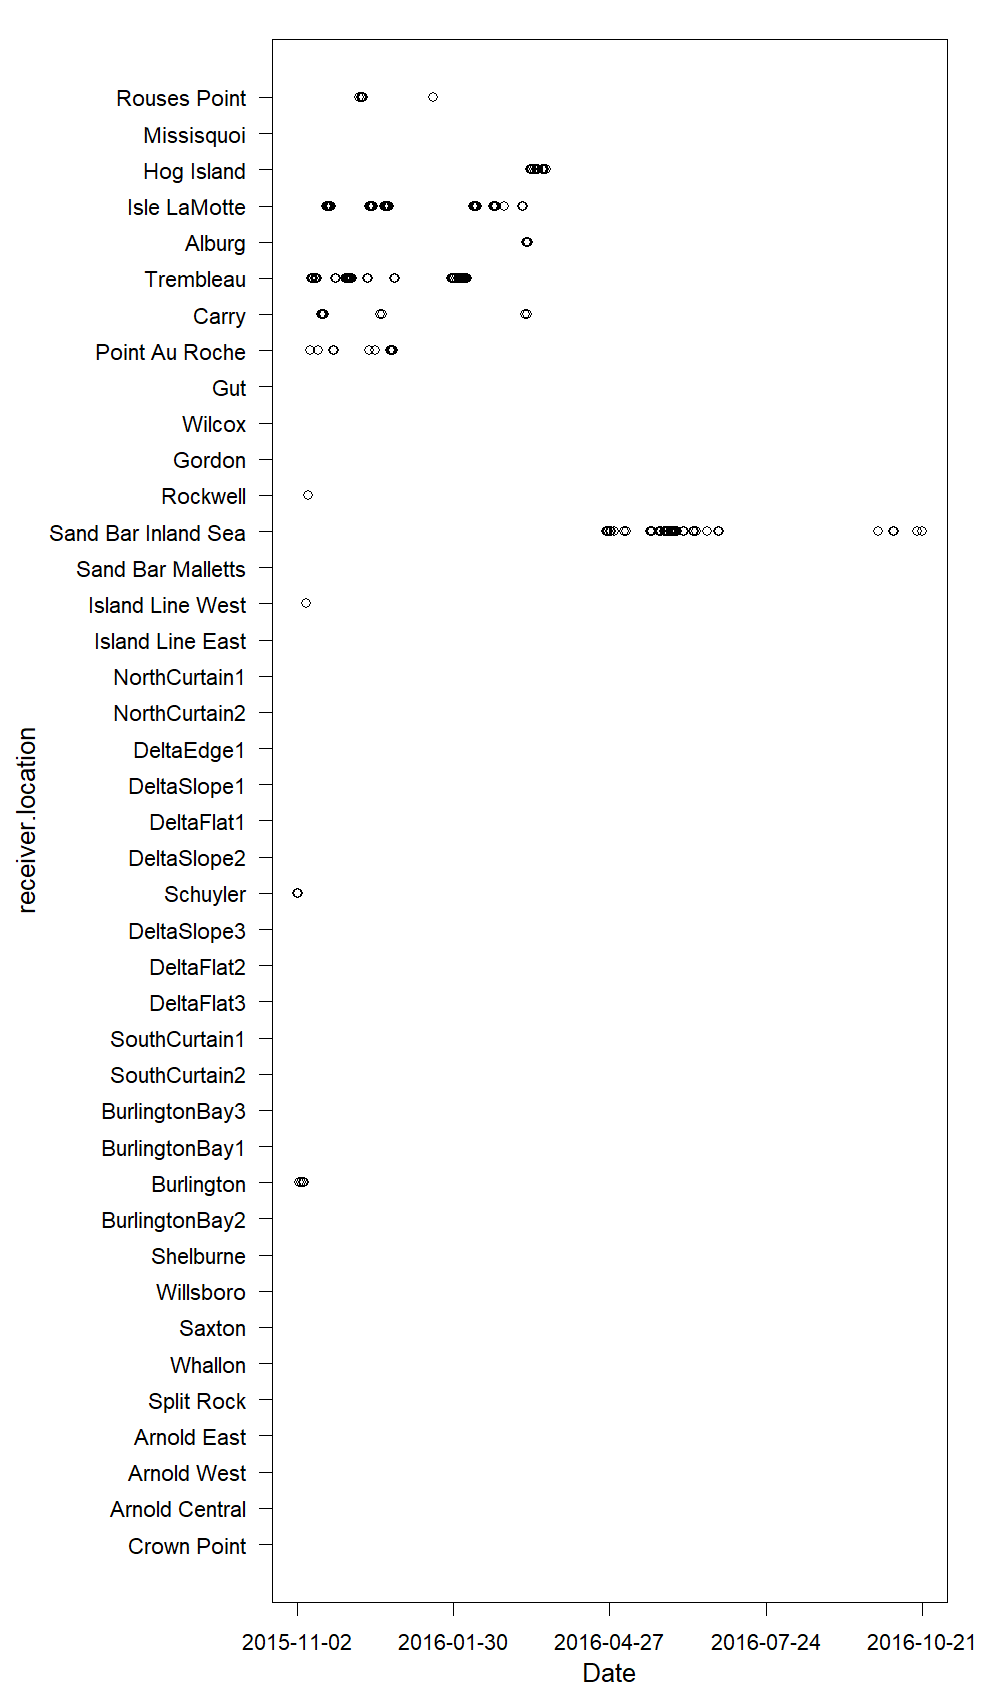 Rouses Point
Missisquoi
Hog Island
Isle LaMotte
Alburg
Trembleau
Carry
Point Au Roche
Gut
Wilcox
Gordon
Rockwell
Sand Bar Inland Sea
Sand Bar Malletts
Island Line West
Island Line East
NorthCurtain1
NorthCurtain2
DeltaEdge1
DeltaSlope1
DeltaFlat1
DeltaSlope2
Schuyler
DeltaSlope3
DeltaFlat2
DeltaFlat3
SouthCurtain1
SouthCurtain2
BurlingtonBay3
BurlingtonBay1
Burlington
BurlingtonBay2
Shelburne
Willsboro
Saxton
Whallon
Split Rock
Arnold East
Arnold West
Arnold Central
Crown Point
receiver.location
2015-11-02 2016-01-30 2016-04-27 2016-07-24 2016-10-21
Date